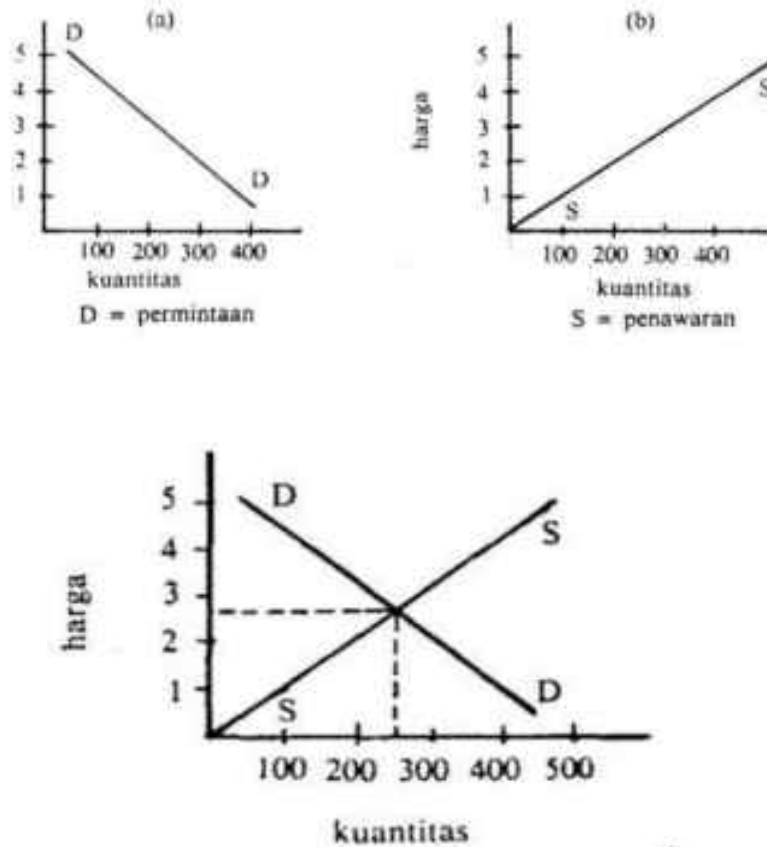 (a)
D
5
4
3
2
1
D
100 200 300 400
kuantitas
D = permintaan
(b)
harga
5
4
3
2
1
S
S
100 200 300 400
kuantitas
S = penawaran
harga
5
4
3
2
1
D
S
S
D
100 200 300 400 500
kuantitas